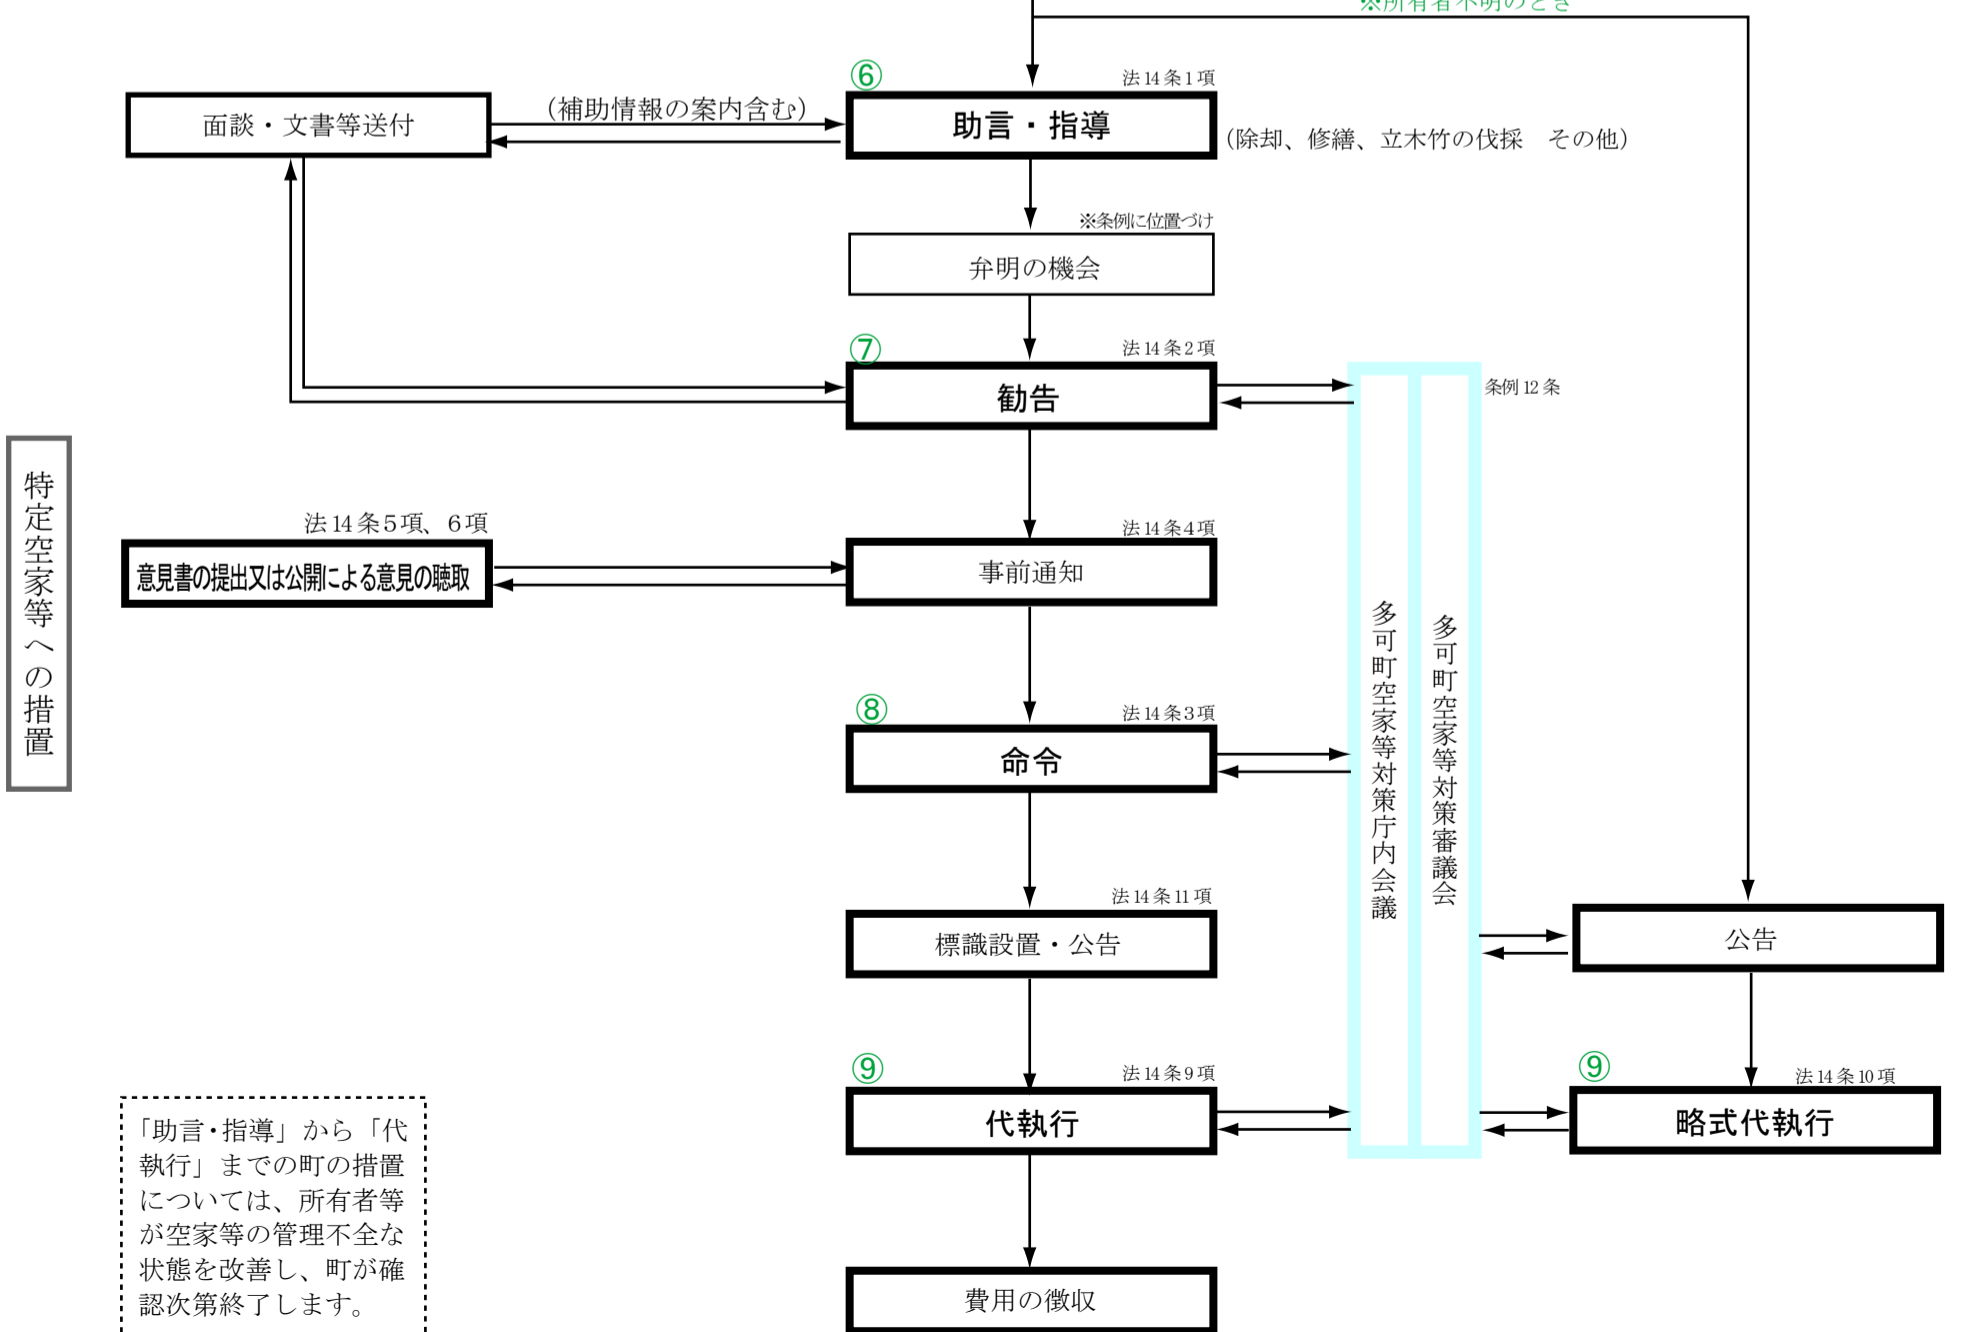 ※所有者不明のとき
⑥
法14条1項
面談・文書等送付
(補助情報の案内含む)
助言・指導
(除却、修繕、立木竹の伐採　その他)
※条例に位置づけ
弁明の機会
⑦
法14条2項
勧告
条例12条
特定空家等への措置
法14条5項、6項
意見書の提出又は公開による意見の聴取
法14条4項
事前通知
多可町空家等対策庁内会議
多可町空家等対策審議会
⑧
法14条3項
命令
法14条11項
標識設置・公告
公告
⑨
法14条9項
代執行
⑨
法14条10項
略式代執行
「助言・指導」から「代
執行」までの町の措置
については、所有者等
が空家等の管理不全な
状態を改善し、町が確
認次第終了します。
費用の徴収